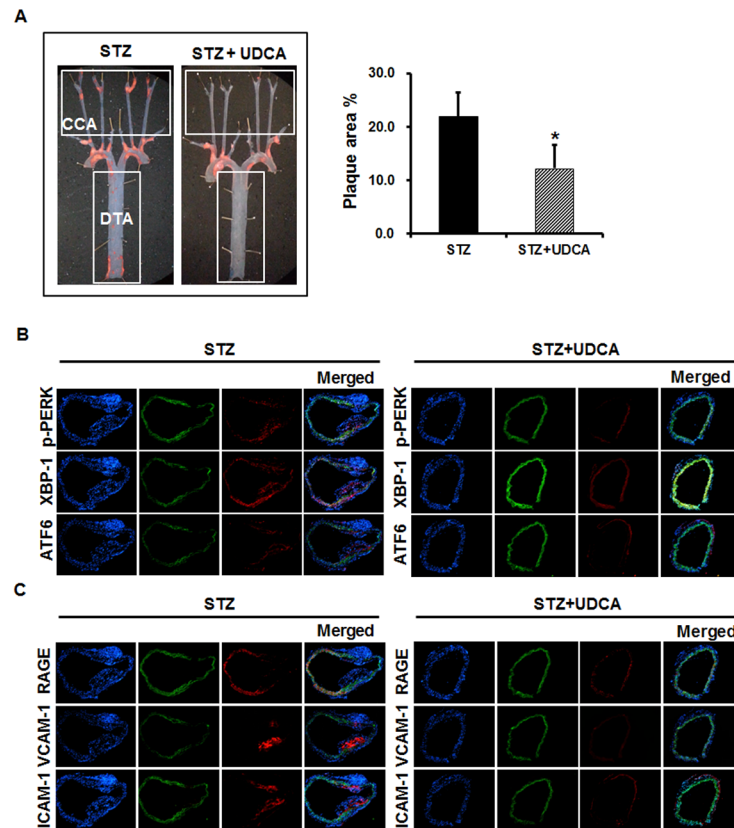 A
STZ
STZ + UDCA
CCA
DTA
Plaque area %
30.0
20.0
10.0
0.0
*
STZ
STZ+UDCA
B
STZ
STZ+UDCA
Merged
Merged
p-PERK
XBP-1
ATF6
p-PERK
XBP-1
ATF6
C
STZ
STZ+UDCA
Merged
Merged
RAGE
VCAM-1
ICAM-1
RAGE
VCAM-1
ICAM-1